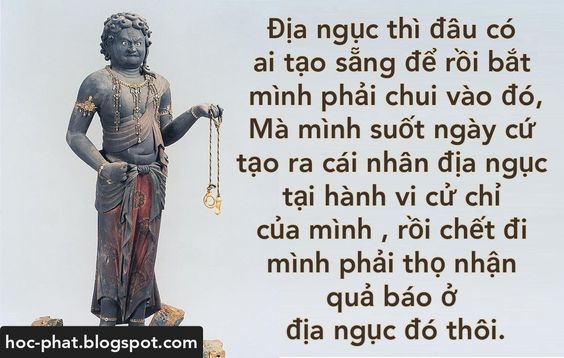 Địa ngục thì đâu có
ai tạo sẵng để rồi bắt
mình phải chui vào đó,
Mà mình suốt ngày cứ
tạo ra cái nhân địa ngục
tại hành vi cử chỉ
của mình , rồi chết đi
mình phải thọ nhận
quả báo ở
địa ngục đó thôi.
hoc-phat.blogspot.com